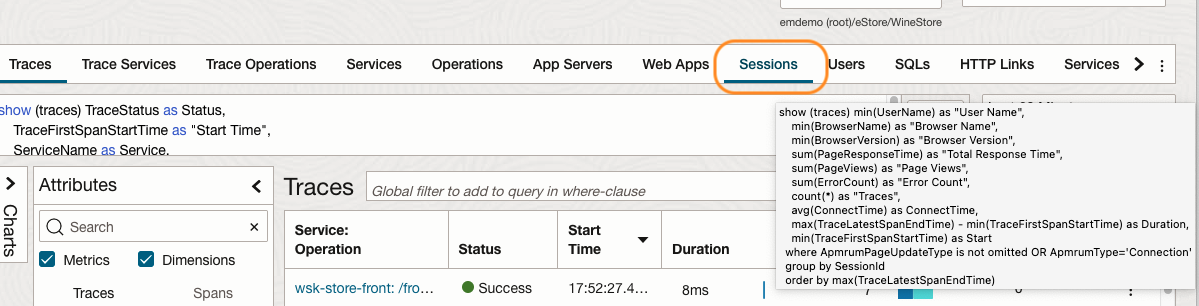 emdemo (root)/eStore/WineStore
Traces Trace Services Trace Operations Services Operations App Servers Web Apps Sessions Users SQLs HTTP Links Services
show (traces) TraceStatus as Status,
TraceFirstSpanStartTime as "Start Time",
ServiceName as Service,
show (traces) min(UserName) as "User Name",
min(BrowserName) as "Browser Name",
min(BrowserVersion) as "Browser Version",
sum(PageResponseTime) as "Total Response Time",
sum(PageViews) as "Page Views",
sum(ErrorCount) as "Error Count",
count(*) as "Traces",
avg(ConnectTime) as ConnectTime,
max(TraceLatestSpanEndTime) - min(TraceFirstSpanStartTime) as Duration,
min(TraceFirstSpanStartTime) as Start
where ApmrumPageUpdateType is not omitted OR ApmrumType='Connection'
group by SessionId
order by max(TraceLatestSpanEndTime)
Charts
Attributes
Search
Metrics Dimensions
Traces Spans
Traces
Global filter to add to query in where-clause
Service:
Operation
Status
Start
Time
Duration
wsk-store-front: /fro... Success 17:52:27.4... 8ms